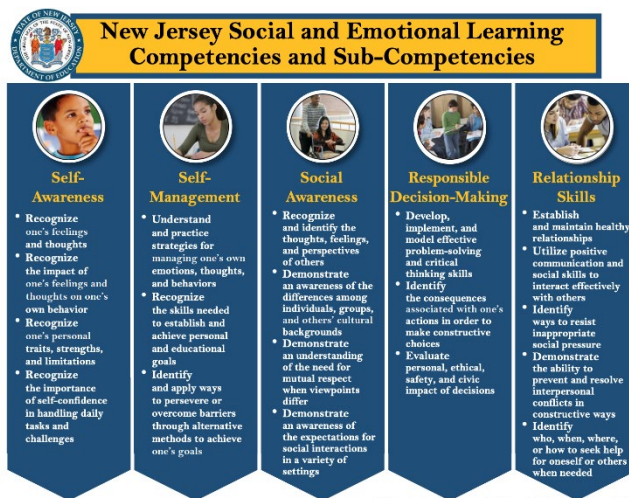 STATE OF NEW JERSEY
DEPARTMENT OF EDUCATION
New Jersey Social and Emotional Learning
Competencies and Sub-Competencies
Self-
Awareness
• Recognize
one's feelings
and thoughts
• Recognize
the impact of
one's feelings and
thoughts on one's
own behavior
• Recognize
one's personal
traits, strengths,
and limitations
• Recognize
the importance
of self-confidence
in handling daily
tasks and
challenges
Self-
Management
• Understand
and practice
strategies for
managing one's own
emotions, thoughts,
and behaviors
• Recognize
the skills needed
to establish and
achieve personal
and educational
goals
• Identify
and apply ways
to persevere or
overcome barriers
through alternative
methods to achieve
one's goals
Social
Awareness
• Recognize
and identify the
thoughts, feelings,
and perspectives
of others
• Demonstrate
an awareness of the
differences among
individuals, groups,
and others' cultural
backgrounds
• Demonstrate
an understanding
of the need for
mutual respect
when viewpoints
differ
• Demonstrate
an awareness of
the expectations for
social interactions
in a variety of
settings
Responsible
Decision-Making
• Develop,
implement, and
model effective
problem-solving
and critical
thinking skills
• Identify
the consequences
associated with one's
actions in order to
make constructive
choices
• Evaluate
personal, ethical,
safety, and civic
impact of decisions
Relationship
Skills
• Establish
and maintain healthy
relationships
• Utilize positive
communication and
social skills to
interact effectively
with others
• Identify
ways to resist
inappropriate
social pressure
• Demonstrate
the ability to
prevent and resolve
interpersonal
conflicts in
constructive ways
• Identify
who, when, where,
or how to seek help
for oneself or others
when needed